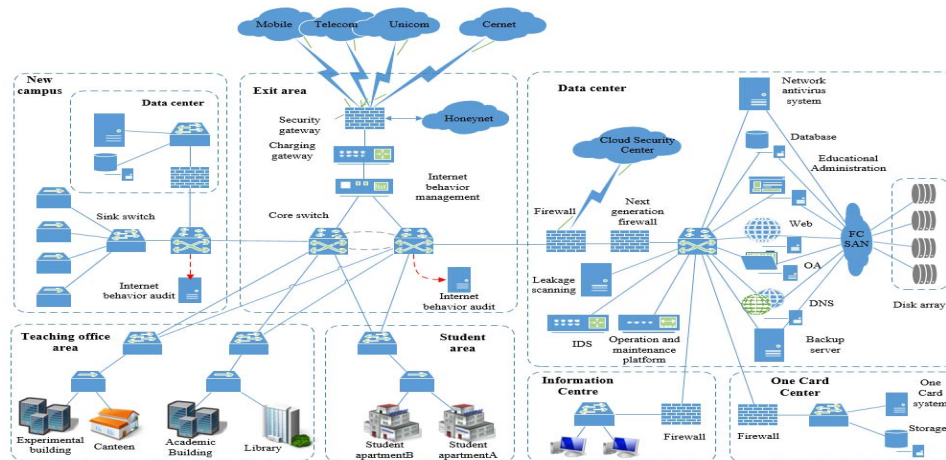 Mobile
Telecom
Unicom
Cernet
New
campus
Data center
Sink switch
Internet
behavior audit
Exit area
Security
gateway
Honeynet
Charging
gateway
Internet
behavior
management
Core switch
Internet
behavior audit
Data center
Cloud Security
Center
Firewall
Next
generation
firewall
Leakage
scanning
IDS
Operation and
maintenance
platform
Network
antivirus
system
Database
Educational
Administration
Web
OA
DNS
Backup
server
FC
SAN
Disk array
Teaching office
area
Experimental
building
Canteen
Academic
Building
Library
Student
area
Student
apartmentB
Student
apartmentA
Information
Centre
Firewall
One Card
Center
Firewall
One
Card
system
Storage